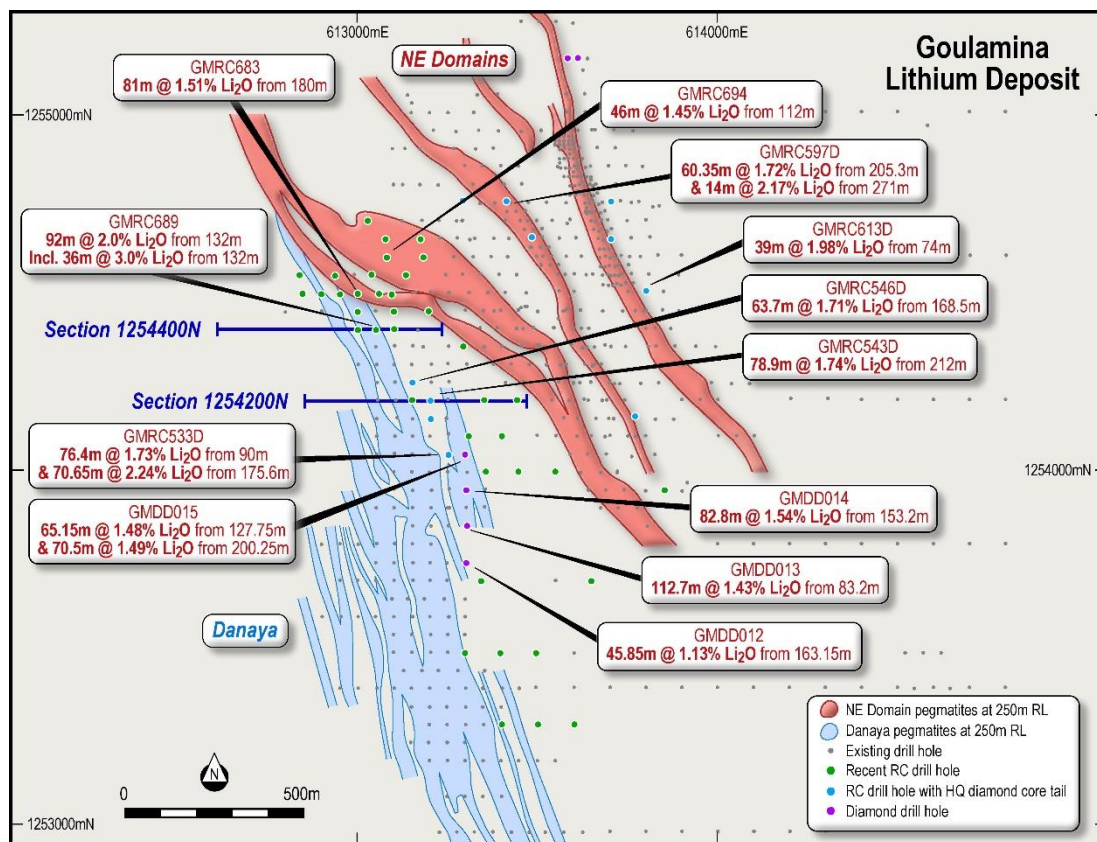 613000mE
614000mE
Goulamina
Lithium Deposit
NE Domains
GMRC683
81m @ 1.51% Li2O from 180m
GMRC694
46m @ 1.45% Li2O from 112m
1255000mN
GMRC597D
60.35m @ 1.72% Li2O from 205.3m
& 14m @ 2.17% Li2O from 271m
GMRC689
92m @ 2.0% Li2O from 132m
Incl. 36m @ 3.0% Li2O from 132m
GMRC613D
39m @ 1.98% Li2O from 74m
GMRC546D
63.7m @ 1.71% Li2O from 168.5m
Section 1254400N
GMRC543D
78.9m @ 1.74% Li2O from 212m
Section 1254200N
GMRC533D
76.4m @ 1.73% Li2O from 90m
& 70.65m @ 2.24% Li2O from 175.6m
1254000mN
GMDD015
65.15m @ 1.48% Li2O from 127.75m
& 70.5m @ 1.49% Li2O from 200.25m
GMDD014
82.8m @ 1.54% Li2O from 153.2m
GMDD013
112.7m @ 1.43% Li2O from 83.2m
Danaya
GMDD012
45.85m @ 1.13% Li2O from 163.15m
NE Domain pegmatites at 250m RL
Danaya pegmatites at 250m RL
Existing drill hole
Recent RC drill hole
RC drill hole with HQ diamond core tail
Diamond drill hole
N
0
500m
1253000mN